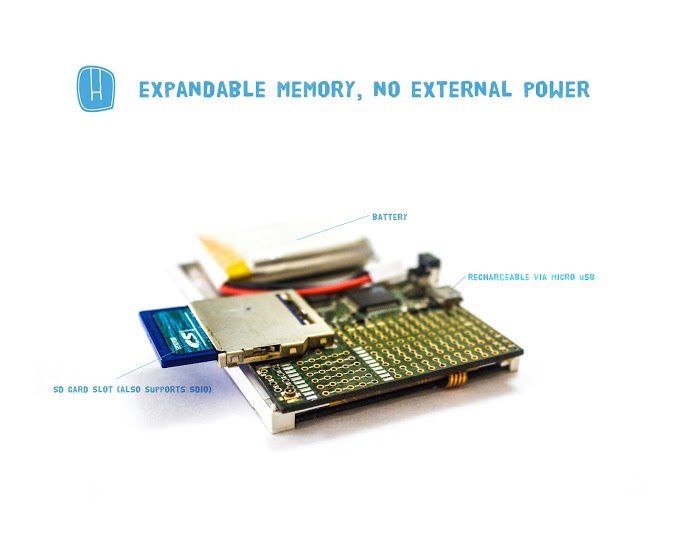 EXPANDABLE MEMORY, NO EXTERNAL POWER
BATTERY
RECHARGEABLE VIA MICRO USB
SD CARD SLOT (ALSO SUPPORTS SDIO)